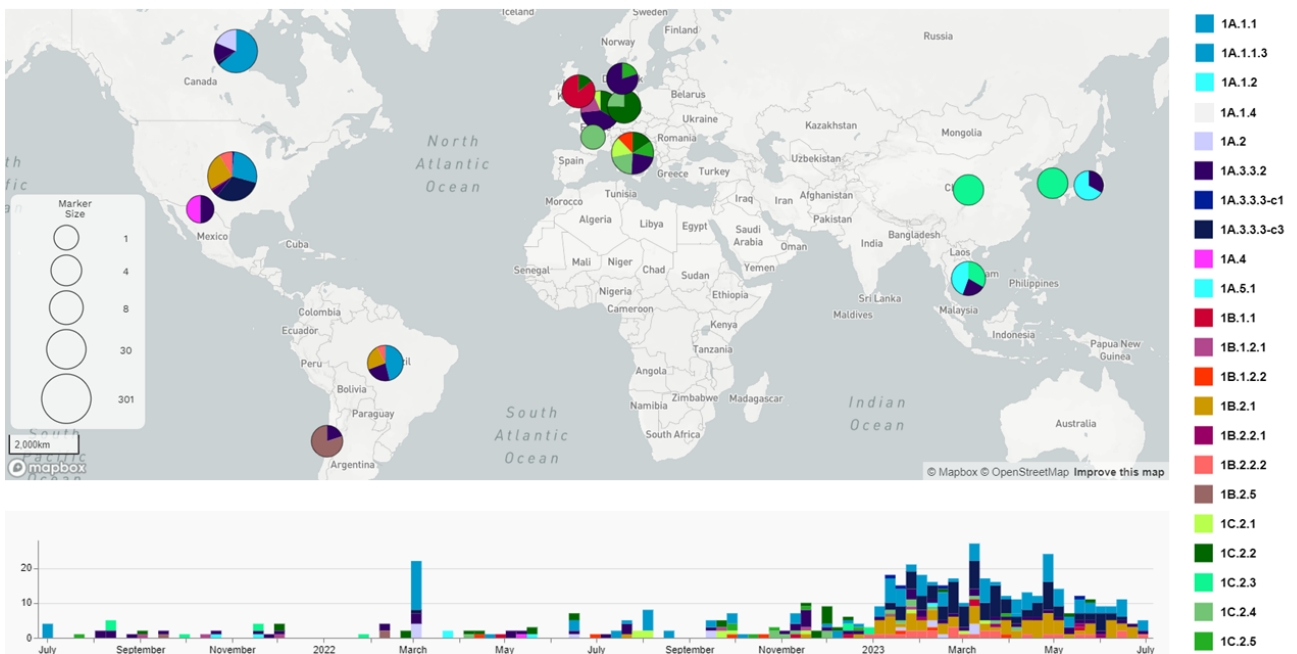 Iceland
Sweden
Finland
Norway
Russia
Canada
Belarus
Ukraine
Kazakhstan
Mongolia
Romania
North
Atlantic
Ocean
Spain
Greece
Turkey
Uzbekistan
Tunisia
Morocco
Iraq
Iran
Afghanistan
Pakistan
Algeria
Libya
Egypt
Saudi
Arabia
Oman
India
Bangladesh
Mexico
Cuba
Mali
Niger
Chad
Sudan
Yemen
Laos
Senegal
Philippines
Nigeria
Ethiopia
Sri Lanka
Cameroon
Maldives
Malaysia
Colombia
Ecuador
Kenya
Indonesia
Papua New
Guinea
Tanzania
Peru
Angola
Bolivia
Zimbabwe
Madagascar
Namibia
Paraguay
South
Atlantic
Ocean
Indian
Ocean
Australia
South Africa
Argentina
Marker
Size
1
4
8
30
301
2,000km
South
Pacific
Ocean
mapbox
© Mapbox © OpenStreetMap Improve this map
1A.1.1
1A.1.1.3
1A.1.2
1A.1.4
1A.2
1A.3.3.2
1A.3.3.3-c1
1A.3.3.3-c3
1A.4
1A.5.1
1B.1.1
1B.1.2.1
1B.1.2.2
1B.2.1
1B.2.2.1
1B.2.2.2
1B.2.5
1C.2.1
1C.2.2
1C.2.3
1C.2.4
1C.2.5
20
10
0
July
September
November
2022
March
May
July
September
November
2023
March
May
July